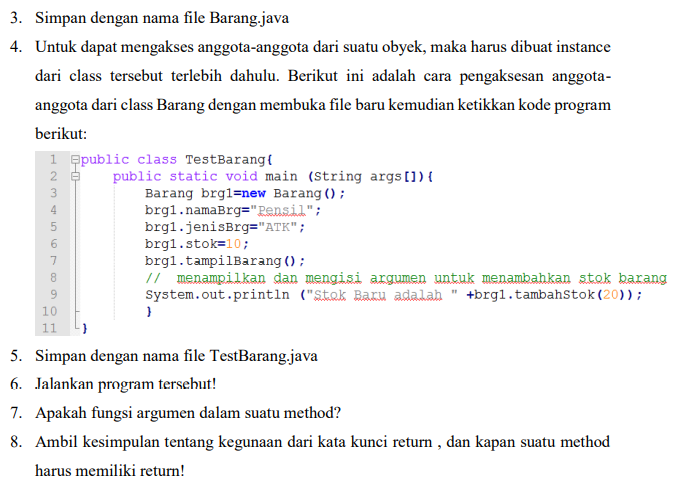 3. Simpan dengan nama file Barang.java
4. Untuk dapat mengakses anggota-anggota dari suatu obyek, maka harus dibuat instance
dari class tersebut terlebih dahulu. Berikut ini adalah cara pengaksesan anggota-
anggota dari class Barang dengan membuka file baru kemudian ketikkan kode program
berikut:
1 public class TestBarang{
2 public static void main (String args[]){
3 Barang brg1=new Barang();
4 brg1.namaBrg="Pensil";
5 brg1.jenisBrg="ATK";
6 brg1.stok=10;
7 brg1.tampilBarang();
8 // menampilkan dan mengisi argumen untuk menambahkan stok barang
9 System.out.println ("Stok Baru adalah " +brg1.tambahStok(20));
10 }
11 }
5. Simpan dengan nama file TestBarang.java
6. Jalankan program tersebut!
7. Apakah fungsi argumen dalam suatu method?
8. Ambil kesimpulan tentang kegunaan dari kata kunci return , dan kapan suatu method
harus memiliki return!